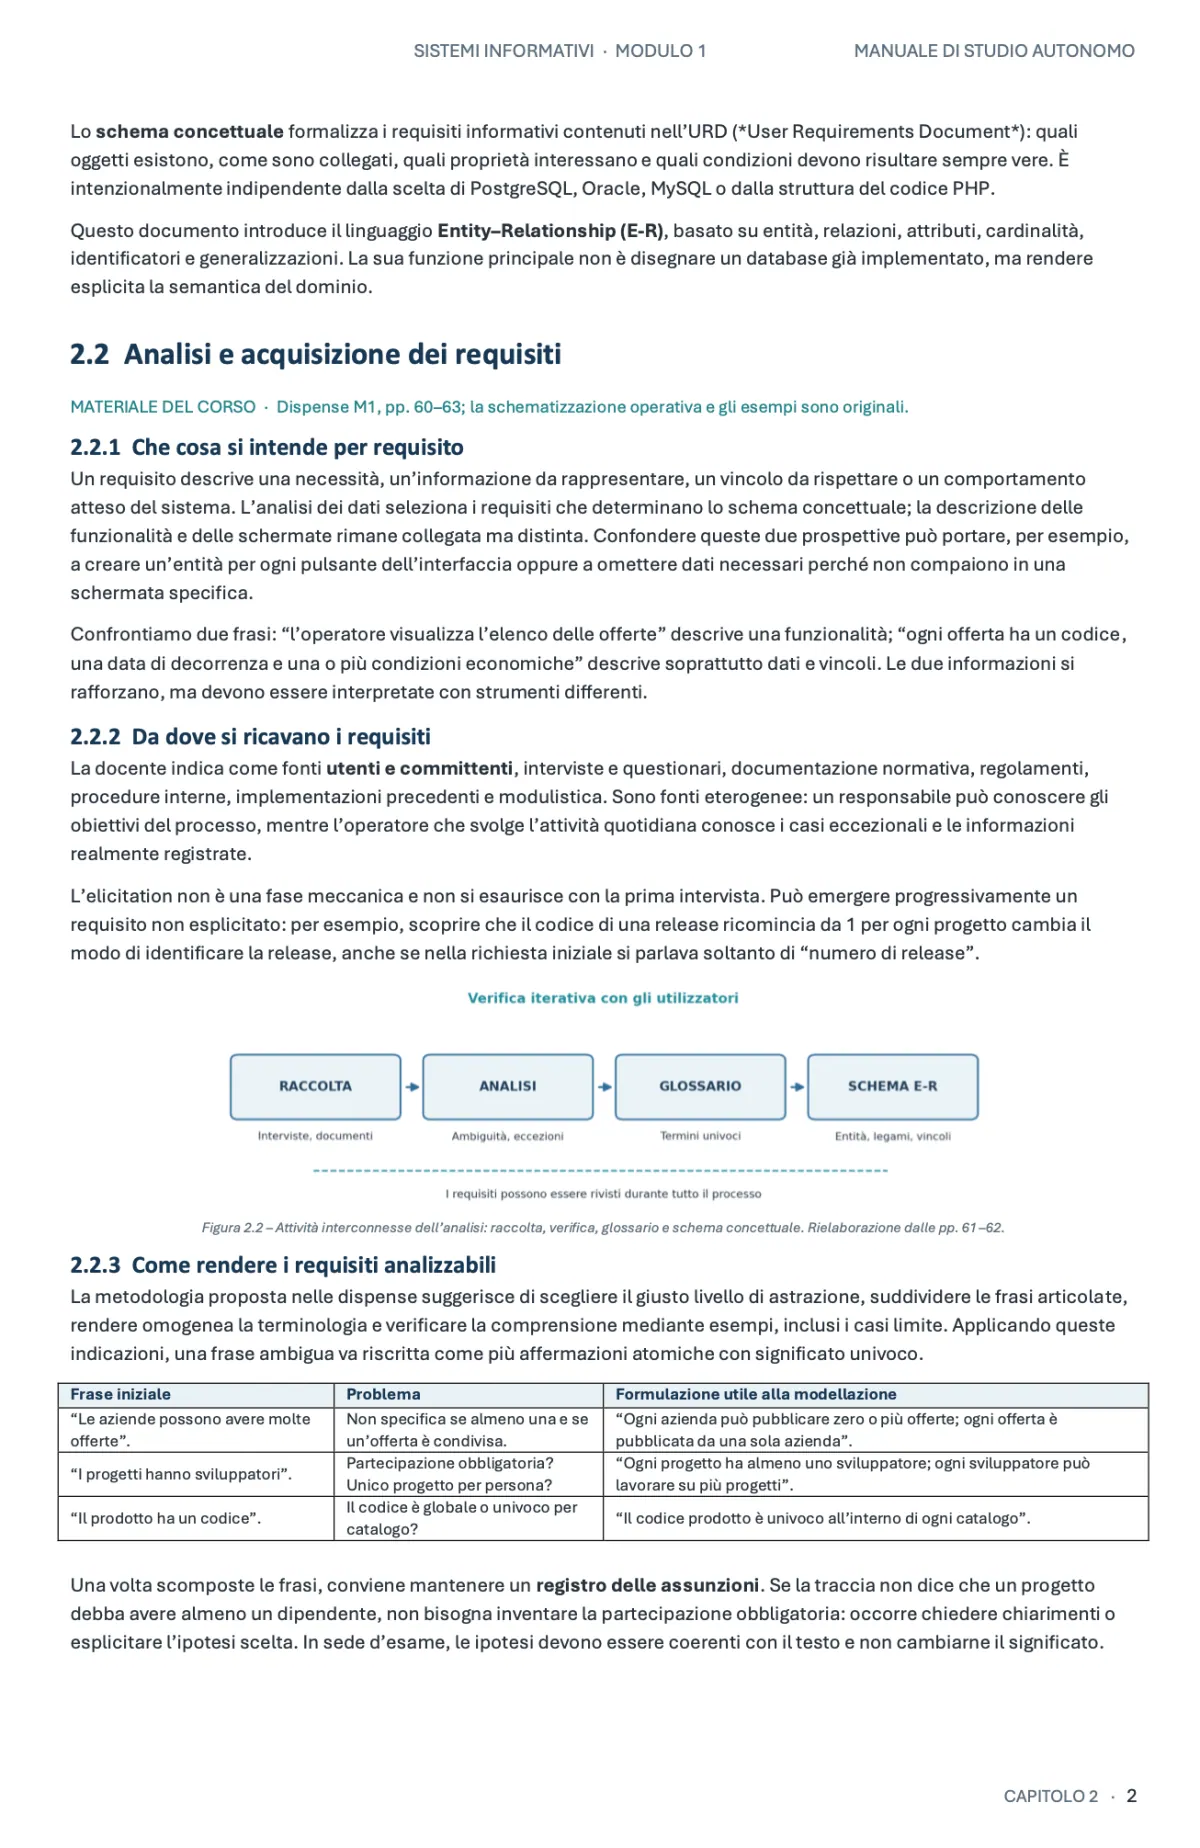 SISTEMI INFORMATIVI · MODULO 1 MANUALE DI STUDIO AUTONOMO
Lo schema concettuale formalizza i requisiti informativi contenuti nell’URD (*User Requirements Document*): quali
oggetti esistono, come sono collegati, quali proprietà interessano e quali condizioni devono risultare sempre vere. È
intenzionalmente indipendente dalla scelta di PostgreSQL, Oracle, MySQL o dalla struttura del codice PHP.
Questo documento introduce il linguaggio Entity–Relationship (E-R), basato su entità, relazioni, attributi, cardinalità,
identificatori e generalizzazioni. La sua funzione principale non è disegnare un database già implementato, ma rendere
esplicita la semantica del dominio.
2.2 Analisi e acquisizione dei requisiti
MATERIALE DEL CORSO · Dispense M1, pp. 60–63; la schematizzazione operativa e gli esempi sono originali.
2.2.1 Che cosa si intende per requisito
Un requisito descrive una necessità, un’informazione da rappresentare, un vincolo da rispettare o un comportamento
atteso del sistema. L’analisi dei dati seleziona i requisiti che determinano lo schema concettuale; la descrizione delle
funzionalità e delle schermate rimane collegata ma distinta. Confondere queste due prospettive può portare, per esempio,
a creare un’entità per ogni pulsante dell’interfaccia oppure a omettere dati necessari perché non compaiono in una
schermata specifica.
Confrontiamo due frasi: “l’operatore visualizza l’elenco delle offerte” descrive una funzionalità; “ogni offerta ha un codice,
una data di decorrenza e una o più condizioni economiche” descrive soprattutto dati e vincoli. Le due informazioni si
rafforzano, ma devono essere interpretate con strumenti differenti.
2.2.2 Da dove si ricavano i requisiti
La docente indica come fonti utenti e committenti, interviste e questionari, documentazione normativa, regolamenti,
procedure interne, implementazioni precedenti e modulistica. Sono fonti eterogenee: un responsabile può conoscere gli
obiettivi del processo, mentre l’operatore che svolge l’attività quotidiana conosce i casi eccezionali e le informazioni
realmente registrate.
L’elicitation non è una fase meccanica e non si esaurisce con la prima intervista. Può emergere progressivamente un
requisito non esplicitato: per esempio, scoprire che il codice di una release ricomincia da 1 per ogni progetto cambia il
modo di identificare la release, anche se nella richiesta iniziale si parlava soltanto di “numero di release”.
Verifica iterativa con gli utilizzatori
RACCOLTA ANALISI GLOSSARIO SCHEMA E-R
Interviste, documenti Ambiguità, eccezioni Termini univoci Entità, legami, vincoli
I requisiti possono essere rivisti durante tutto il processo
Figura 2.2 – Attività interconnesse dell’analisi: raccolta, verifica, glossario e schema concettuale. Rielaborazione dalle pp. 61–62.
2.2.3 Come rendere i requisiti analizzabili
La metodologia proposta nelle dispense suggerisce di scegliere il giusto livello di astrazione, suddividere le frasi articolate,
rendere omogenea la terminologia e verificare la comprensione mediante esempi, inclusi i casi limite. Applicando queste
indicazioni, una frase ambigua va riscritta come più affermazioni atomiche con significato univoco.
Frase iniziale Problema Formulazione utile alla modellazione
“Le aziende possono avere molte
offerte”.
Non specifica se almeno una e se
un’offerta è condivisa.
“Ogni azienda può pubblicare zero o più offerte; ogni offerta è
pubblicata da una sola azienda”.
“I progetti hanno sviluppatori”.
Partecipazione obbligatoria?
Unico progetto per persona?
“Ogni progetto ha almeno uno sviluppatore; ogni sviluppatore può
lavorare su più progetti”.
“Il prodotto ha un codice”.
Il codice è globale o univoco per
catalogo?
“Il codice prodotto è univoco all’interno di ogni catalogo”.
Una volta scomposte le frasi, conviene mantenere un registro delle assunzioni. Se la traccia non dice che un progetto
debba avere almeno un dipendente, non bisogna inventare la partecipazione obbligatoria: occorre chiedere chiarimenti o
esplicitare l’ipotesi scelta. In sede d’esame, le ipotesi devono essere coerenti con il testo e non cambiarne il significato.
CAPITOLO 2 · 2